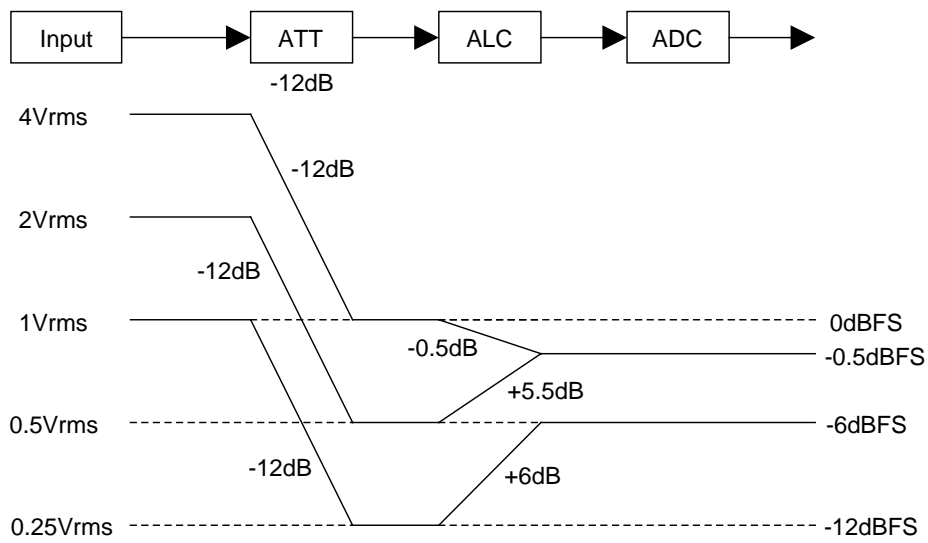 Input
ATT
ALC
ADC
-12dB
4Vrms
-12dB
2Vrms
-12dB
1Vrms
0dBFS
-0.5dB
-0.5dBFS
+5.5dB
0.5Vrms
-6dBFS
-12dB
+6dB
0.25Vrms
-12dBFS